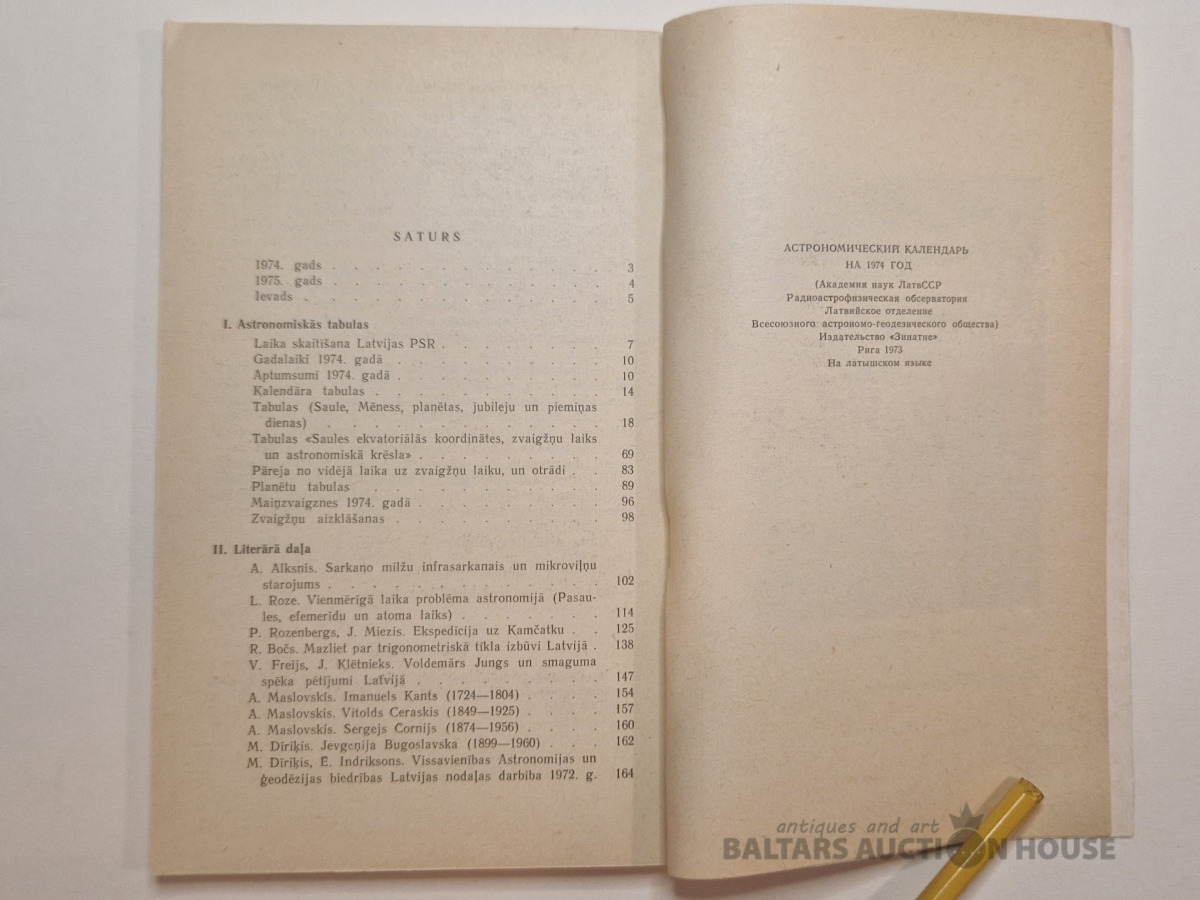 SATURS
1974. gads . . . . . . . . . . . . 3
1975. gads . . . . . . . . . . . . 4
Ievads . . . . . . . . . . . . . 5
I. Astronomiskās tabulas
Laika skaitīšana Latvijas PSR . . . . . . 7
Gadalaiki 1974. gadā . . . . . . . . . 10
Aptumsumi 1974. gadā . . . . . . . . 10
Kalendāra tabulas . . . . . . . . . . 14
Tabulas (Saule, Mēness, planētas, jubileju un piemiņas
dienas) . . . . . . . . . . . . 18
Tabulas «Saules ekvatoriālās koordinātes, zvaigžņu laiks
un astronomiskā krēsla» . . . . . . . . 69
Pāreja no vidējā laika uz zvaigžņu laiku, un otrādi . . 83
Planētu tabulas . . . . . . . . . . 89
Maiņzvaigznes 1974. gadā . . . . . . . 96
Zvaigžņu aizklāšanas . . . . . . . . . 98
II. Literārā daļa
A. Alksnis. Sarkano milžu infrasarkanais un mikroviļņu
starojums . . . . . . . . . . . . 102
L. Roze. Vienmērīgā laika problēma astronomijā (Pasau-
les, efemerīdu un atoma laiks) . . . . . . 114
P. Rozenbergs, J. Miezis. Ekspedīcija uz Kamčatku . . 125
R. Bočs. Mazliet par trigonometriskā tīkla izbūvi Latvijā . 138
V. Freijs, J. Klētnieks. Voldemārs Jungs un smaguma
spēka pētījumi Latvijā . . . . . . . . 147
A. Maslovskis. Imanuels Kants (1724—1804) . . . . 154
A. Maslovskis. Vitolds Ceraskis (1849—1925) . . . . 157
A. Maslovskis. Sergejs Cornijs (1874—1956) . . . . 160
M. Dīriķis. Jevgeņija Bugoslavska (1899—1960) . . . 162
M. Dīriķis, E. Indriksons. Vissavienības Astronomijas un
ģeodēzijas biedrības Latvijas nodaļas darbība 1972. g. 164
АСТРОНОМИЧЕСКИЙ КАЛЕНДАРЬ
НА 1974 ГОД
(Академия наук ЛатвССР
Радиоастрофизическая обсерватория
Латвийское отделение
Всесоюзного астрономо-геодезического общества)
Издательство «Зинатне»
Рига 1973
На латышском языке
antiques and art
BALTARS AUCTION HOUSE